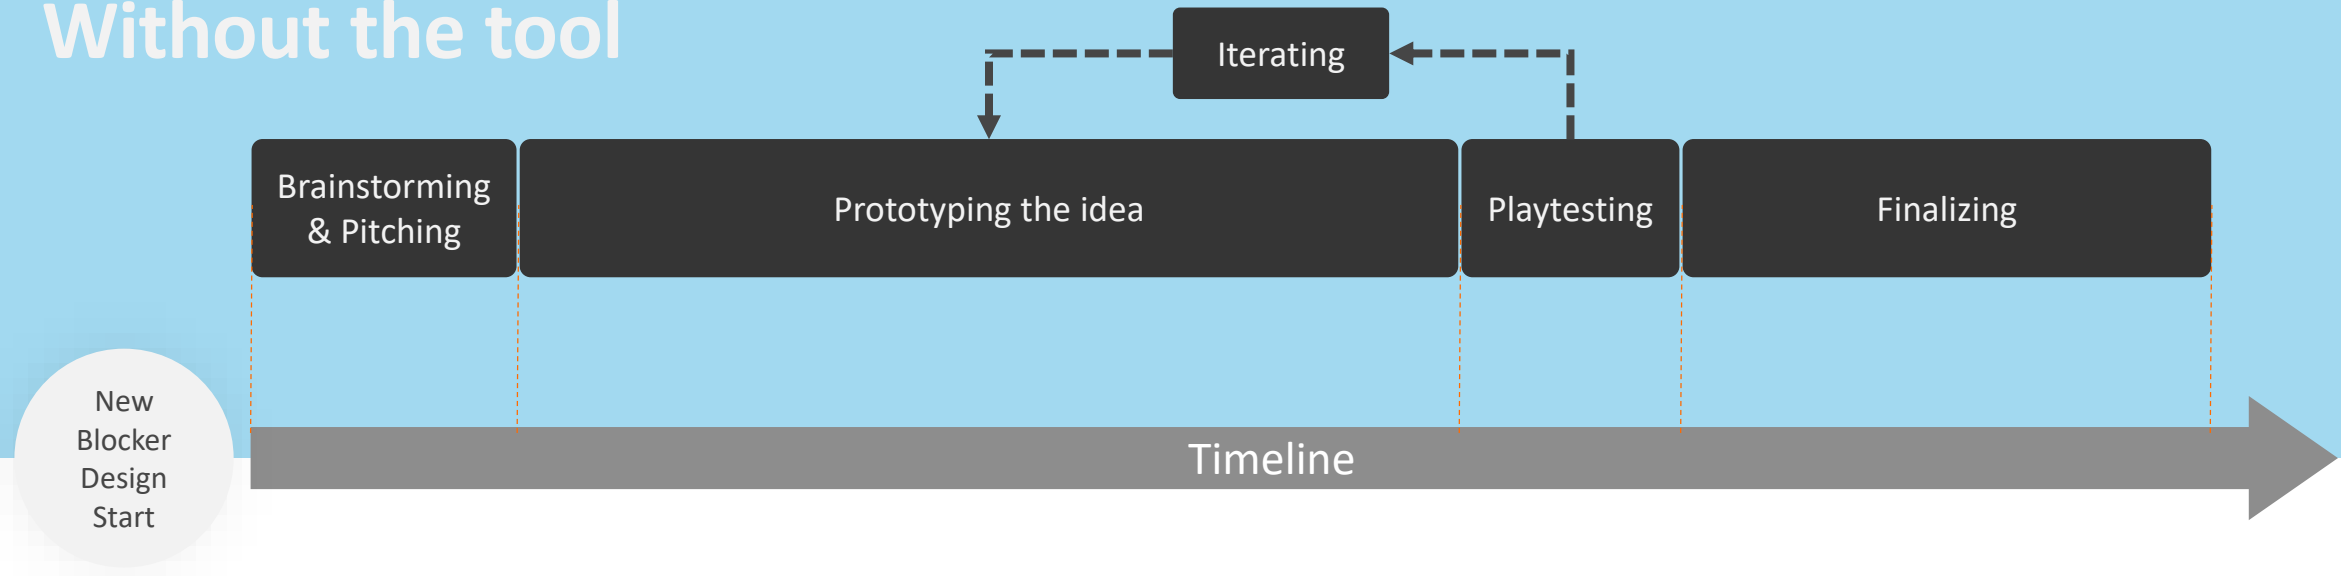 Without the tool
Iterating
Brainstorming
& Pitching
Prototyping the idea
Playtesting
Finalizing
New
Blocker
Design
Start
Timeline